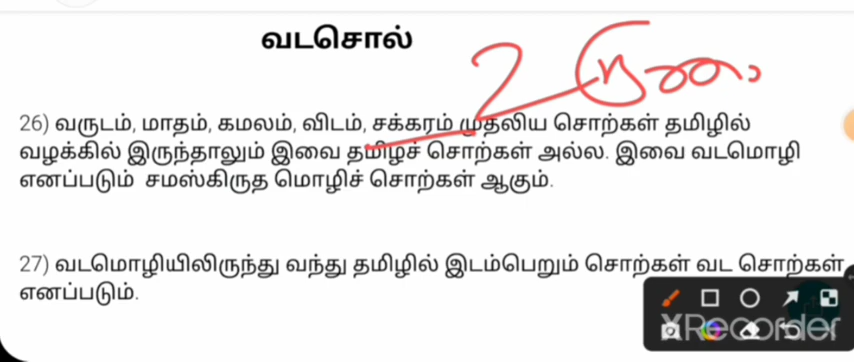 வடசொல்
26) வருடம், மாதம், கமலம், விடம், சக்கரம் முதலிய சொற்கள் தமிழில்
வழக்கில் இருந்தாலும் இவை தமிழ்ச் சொற்கள் அல்ல. இவை வடமொழி
எனப்படும் சமஸ்கிருத மொழிச் சொற்கள் ஆகும்.
27) வடமொழியிலிருந்து வந்து தமிழில் இடம்பெறும் சொற்கள் வட சொற்கள்
எனப்படும்.
XRecorder